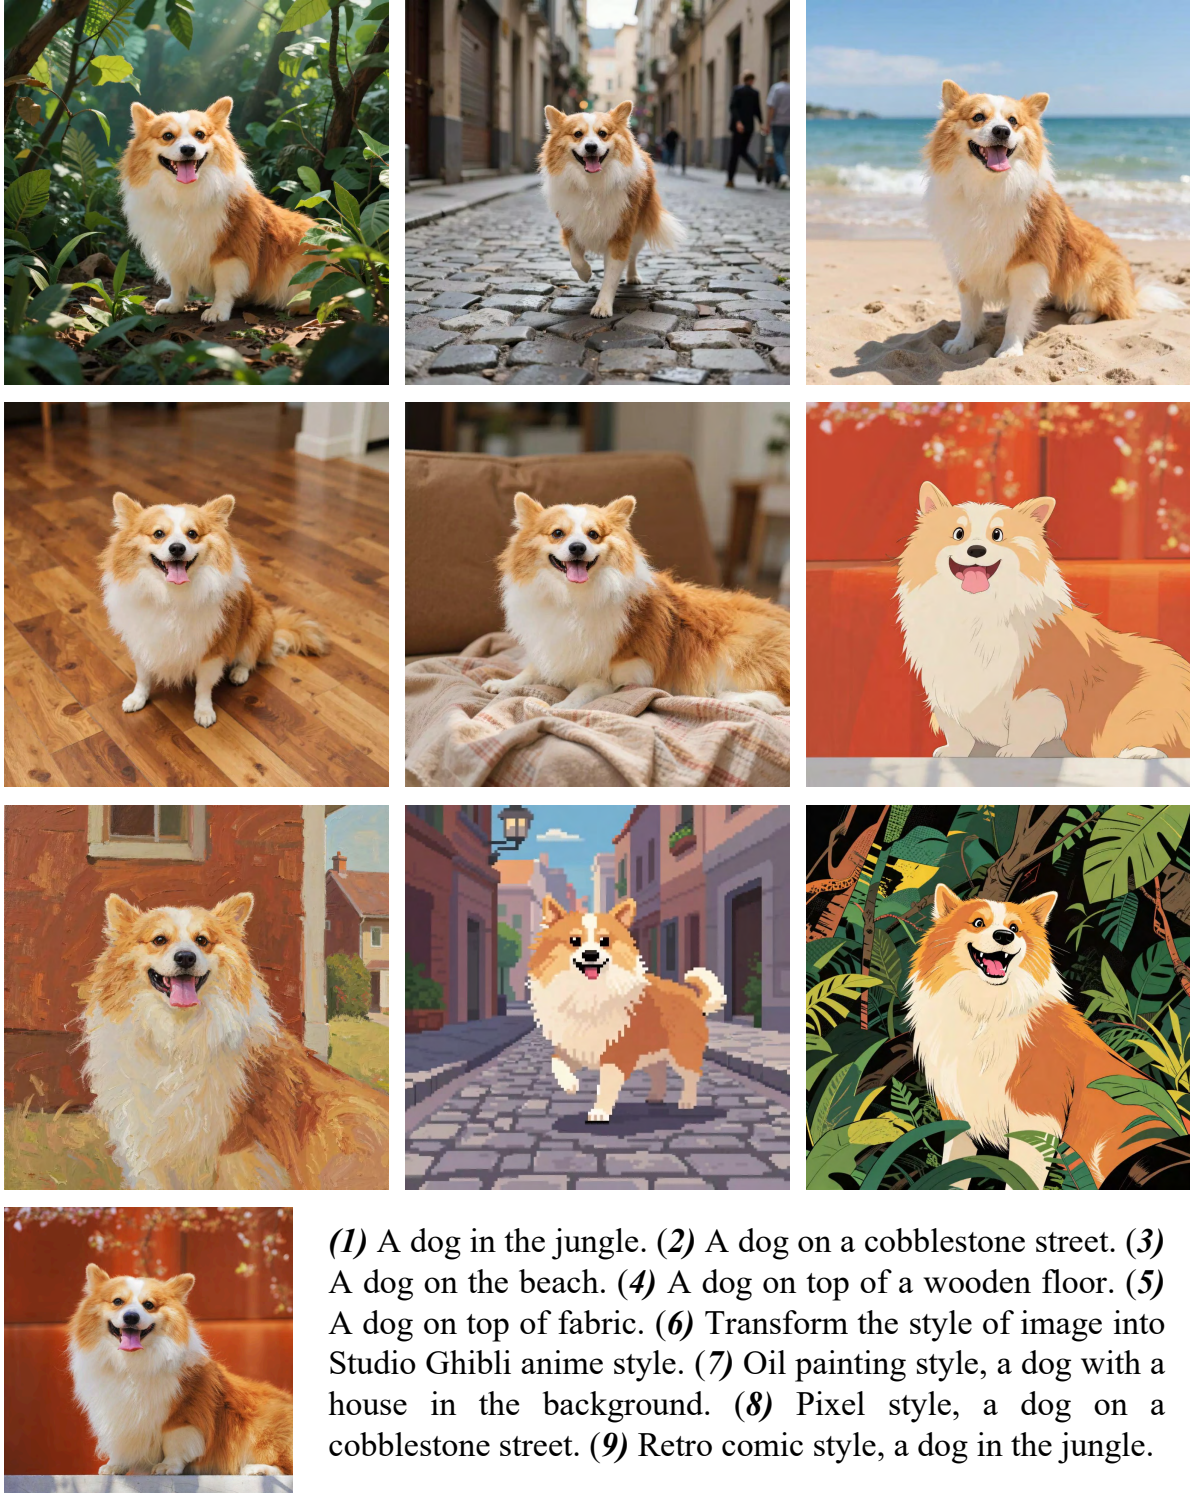 (1) A dog in the jungle. (2) A dog on a cobblestone street. (3)
A dog on the beach. (4) A dog on top of a wooden floor. (5)
A dog on top of fabric. (6) Transform the style of image into
Studio Ghibli anime style. (7) Oil painting style, a dog with a
house in the background. (8) Pixel style, a dog on a
cobblestone street. (9) Retro comic style, a dog in the jungle.